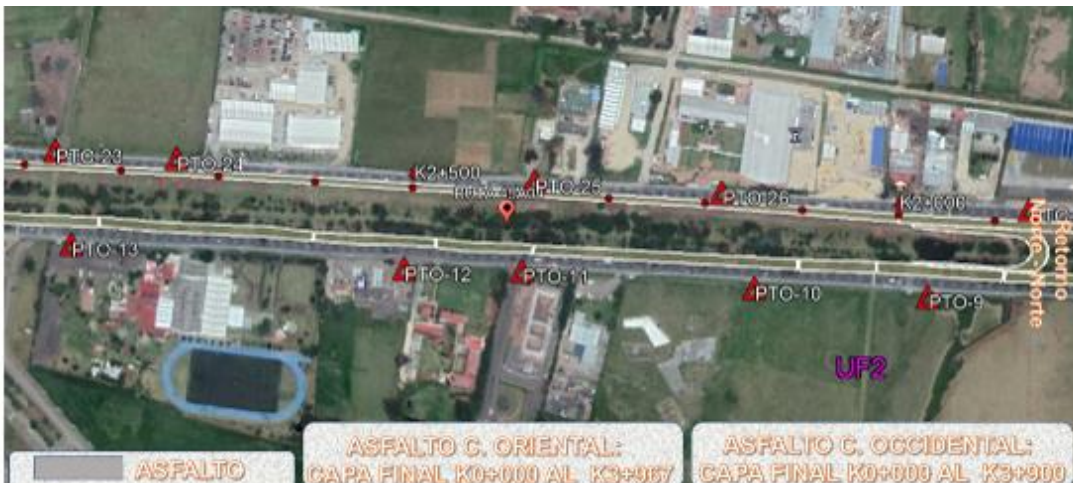 PTO-23
PTO-24
K2+500
PTO-25
PTO-26
K2+000
PTO-13
PTO-12
PTO-11
PTO-10
PTO-9
Retorno
Norte - Norte
UF2
ASFALTO
ASFALTO C. ORIENTAL:
CAPA FINAL K0+000 AL K3+967
ASFALTO C. OCCIDENTAL:
CAPA FINAL K0+000 AL K3+900